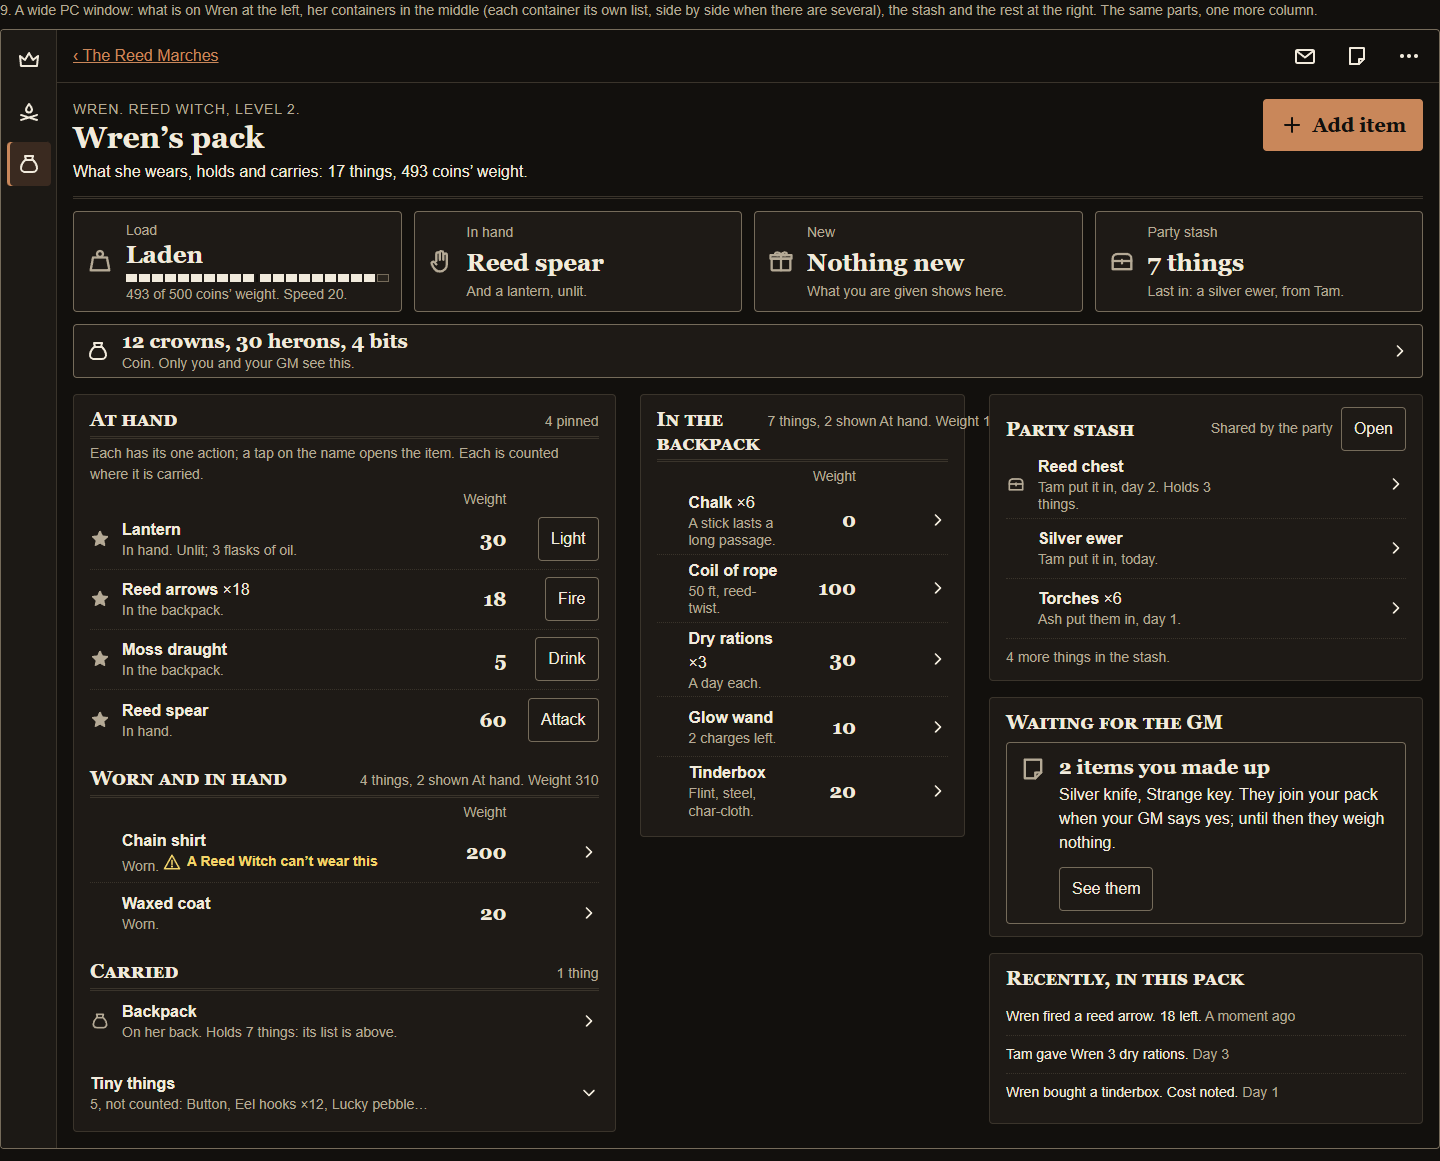 9. A wide PC window: what is on Wren at the left, her containers in the middle (each container its own list, side by side when there are several), the stash and the rest at the right. The same parts, one more column.
‹ The Reed Marches
WREN. REED WITCH, LEVEL 2.
Wren’s pack
What she wears, holds and carries: 17 things, 493 coins’ weight.
Add item
Load
Laden
493 of 500 coins’ weight. Speed 20.
In hand
Reed spear
And a lantern, unlit.
New
Nothing new
What you are given shows here.
Party stash
7 things
Last in: a silver ewer, from Tam.
12 crowns, 30 herons, 4 bits
Coin. Only you and your GM see this.
At hand
4 pinned
Each has its one action; a tap on the name opens the item. Each is counted
where it is carried.
Weight
Lantern
In hand. Unlit; 3 flasks of oil.
30
Light
Reed arrows ×18
In the backpack.
18
Fire
Moss draught
In the backpack.
5
Drink
Reed spear
In hand.
60
Attack
Worn and in hand
4 things, 2 shown At hand. Weight 310
Weight
Chain shirt
Worn. A Reed Witch can’t wear this
200
Waxed coat
Worn.
20
Carried
1 thing
Backpack
On her back. Holds 7 things: its list is above.
Tiny things
5, not counted: Button, Eel hooks ×12, Lucky pebble…
In the
backpack
7 things, 2 shown At hand. Weight 1
Weight
Chalk ×6
A stick lasts a
long passage.
0
Coil of rope
50 ft, reed-
twist.
100
Dry rations
×3
A day each.
30
Glow wand
2 charges left.
10
Tinderbox
Flint, steel,
char-cloth.
20
Party stash
Shared by the party
Open
Reed chest
Tam put it in, day 2. Holds 3
things.
Silver ewer
Tam put it in, today.
Torches ×6
Ash put them in, day 1.
4 more things in the stash.
Waiting for the GM
2 items you made up
Silver knife, Strange key. They join your pack
when your GM says yes; until then they weigh
nothing.
See them
Recently, in this pack
Wren fired a reed arrow. 18 left. A moment ago
Tam gave Wren 3 dry rations. Day 3
Wren bought a tinderbox. Cost noted. Day 1